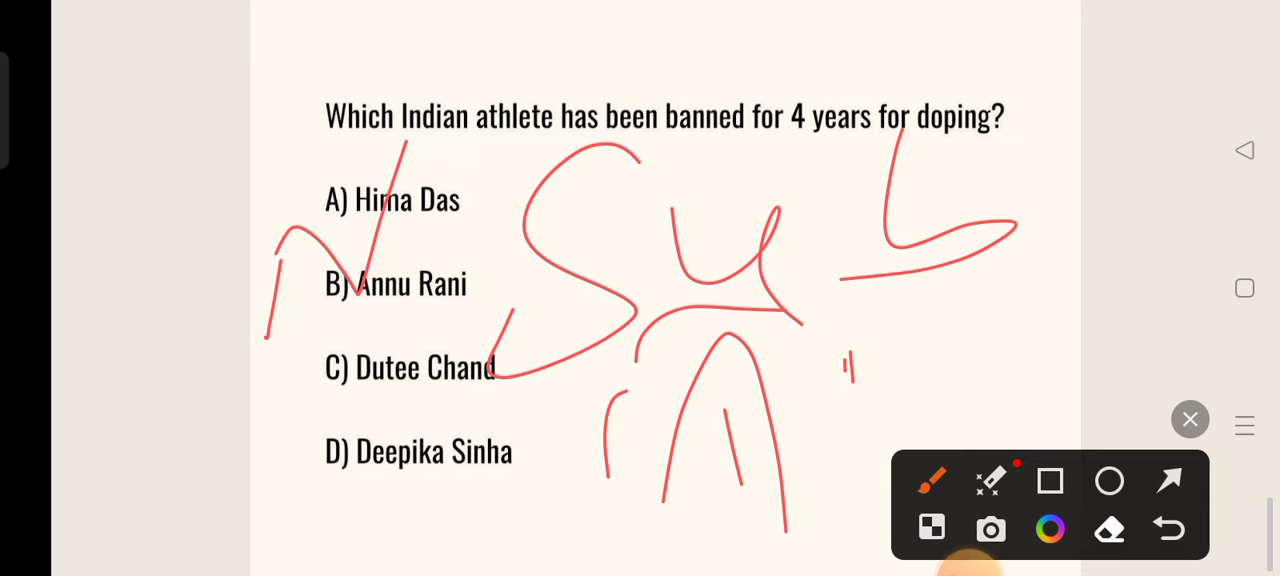 Which Indian athlete has been banned for 4 years for doping?
A) Hima Das
B) Annu Rani
C) Dutee Chand
D) Deepika Sinha